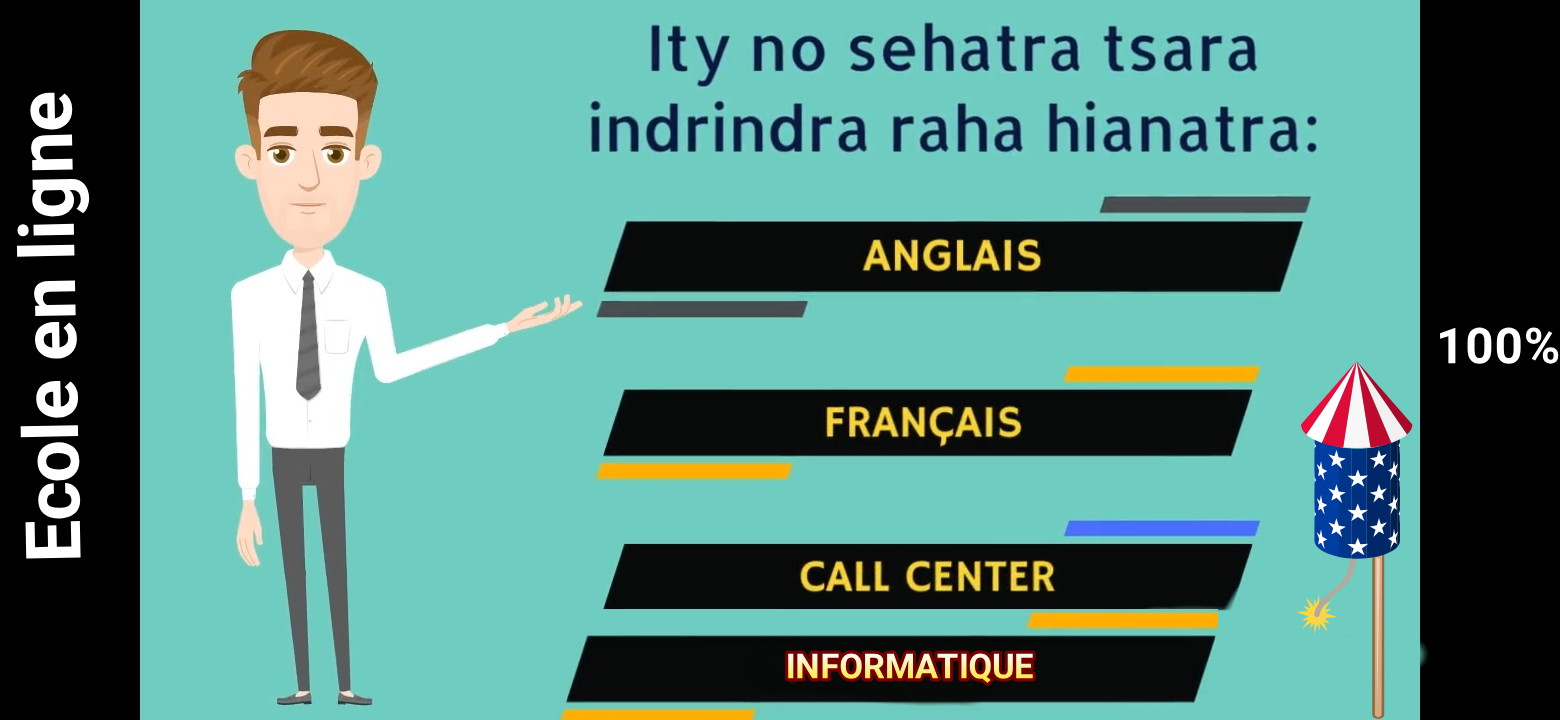 Ecole en ligne
Ity no sehatra tsara
indrindra raha hianatra:
ANGLAIS
FRANÇAIS
CALL CENTER
INFORMATIQUE
100%